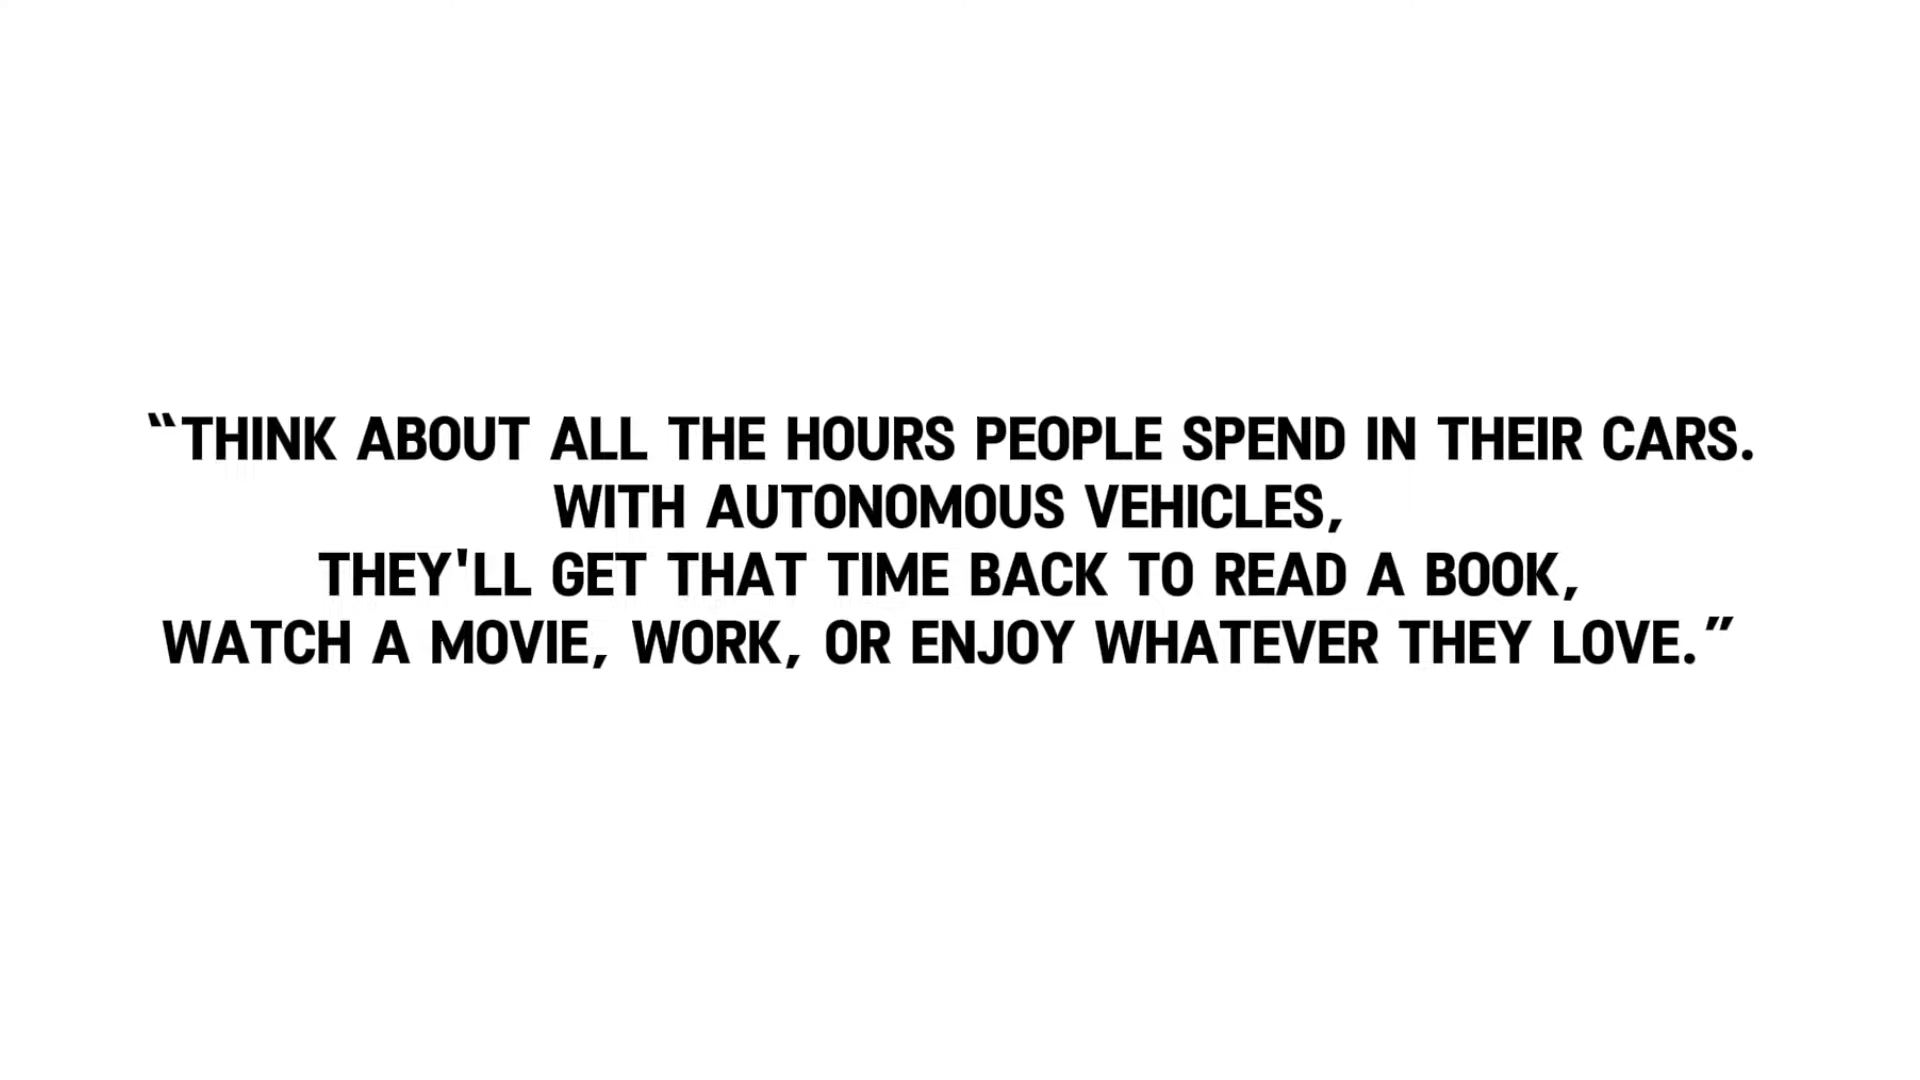 “THINK ABOUT ALL THE HOURS PEOPLE SPEND IN THEIR CARS.
WITH AUTONOMOUS VEHICLES,
THEY'LL GET THAT TIME BACK TO READ A BOOK,
WATCH A MOVIE, WORK, OR ENJOY WHATEVER THEY LOVE.”